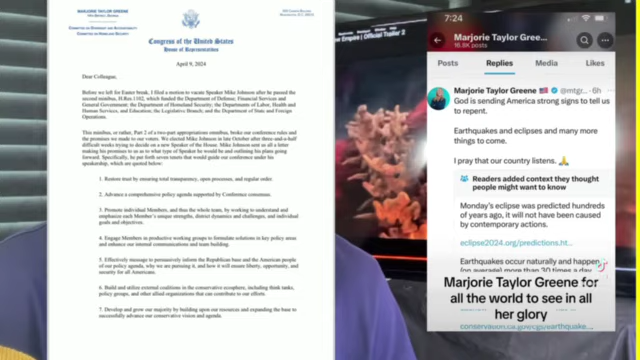 MARJORIE TAYLOR GREENE
COMMITTEE ON HOMELAND SECURITY
Congress of the United States
House of Representatives
April 9, 2024
Dear Colleague,
Before we left for Easter break, I filed a motion to vacate Speaker Mike Johnson after he passed the
second minibus, H.Res.1102, which funded the Department of Defense; Financial Services and
General Government; the Department of Homeland Security; the Departments of Labor, Health and
Human Services, and Education; the Legislative Branch; and the Department of State and Foreign
Operations.
This minibus, or rather, Part 2 of a two-part appropriations omnibus, broke our conference rules and
the promises we made to our voters. We elected Mike Johnson in late October after three-and-a-half
difficult weeks trying to decide on a new Speaker of the House. Mike Johnson sent us all a letter
making his promises to us as to what type of Speaker he would be and outlining his plans going
forward. Specifically, he put forth seven tenets that would guide our conference under his
speakership, which are quoted below:
1. Restore trust by ensuring total transparency, open processes, and regular order.
2. Advance a comprehensive policy agenda supported by Conference consensus.
3. Promote individual Members, and thus the whole team, by working to understand and
emphasize each Member's unique strengths, district dynamics and challenges, and individual
goals and objectives.
4. Engage Members in productive working groups to formulate solutions in key policy areas
and enhance our internal communications and team building.
5. Effectively message to persuasively inform the Republican base and the American people
of our policy agenda, why we are pursuing it, and how it will ensure liberty, opportunity, and
security for all Americans.
6. Build and utilize external coalitions in the conservative ecosphere, including think tanks,
policy groups, and other allied organizations that can contribute to our efforts.
7. Develop and grow our majority by building upon our resources and expanding the base to
successfully advance our conservative vision and agenda.
Official Trailer 2
7:24
Marjorie Taylor Gree...
16.8K posts
Posts Replies Media Likes
Marjorie Taylor Greene 🇺🇸 @mtgr... · 6h
God is sending America strong signs to tell us
to repent.
Earthquakes and eclipses and many more
things to come.
I pray that our country listens. 🙏
Readers added context they thought
people might want to know
Monday's eclipse was predicted hundreds
of years ago, it will not have been caused
by contemporary actions.
eclipse2024.org/predictions.ht...
Earthquakes occur naturally and happen
(on average) more than 30 times a day
Marjorie Taylor Greene for
all the world to see in all
her glory